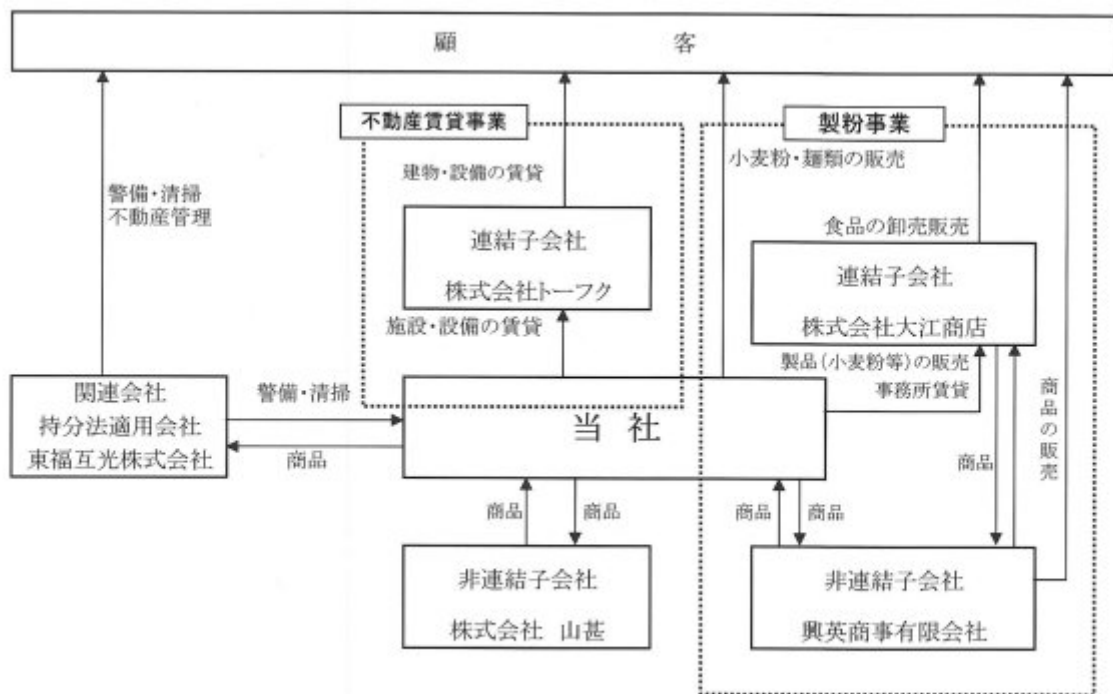 顧客
不動産賃貸事業
製粉事業
建物・設備の賃貸
小麦粉・麺類の販売
警備・清掃
不動産管理
食品の卸売販売
連結子会社
株式会社トーフク
連結子会社
株式会社大江商店
施設・設備の賃貸
製品(小麦粉等)の販売
事務所賃貸
関連会社
持分法適用会社
東福互光株式会社
警備・清掃
商品
当社
商品
商品の販売
商品
商品
商品
商品
非連結子会社
株式会社 山甚
非連結子会社
興英商事有限会社